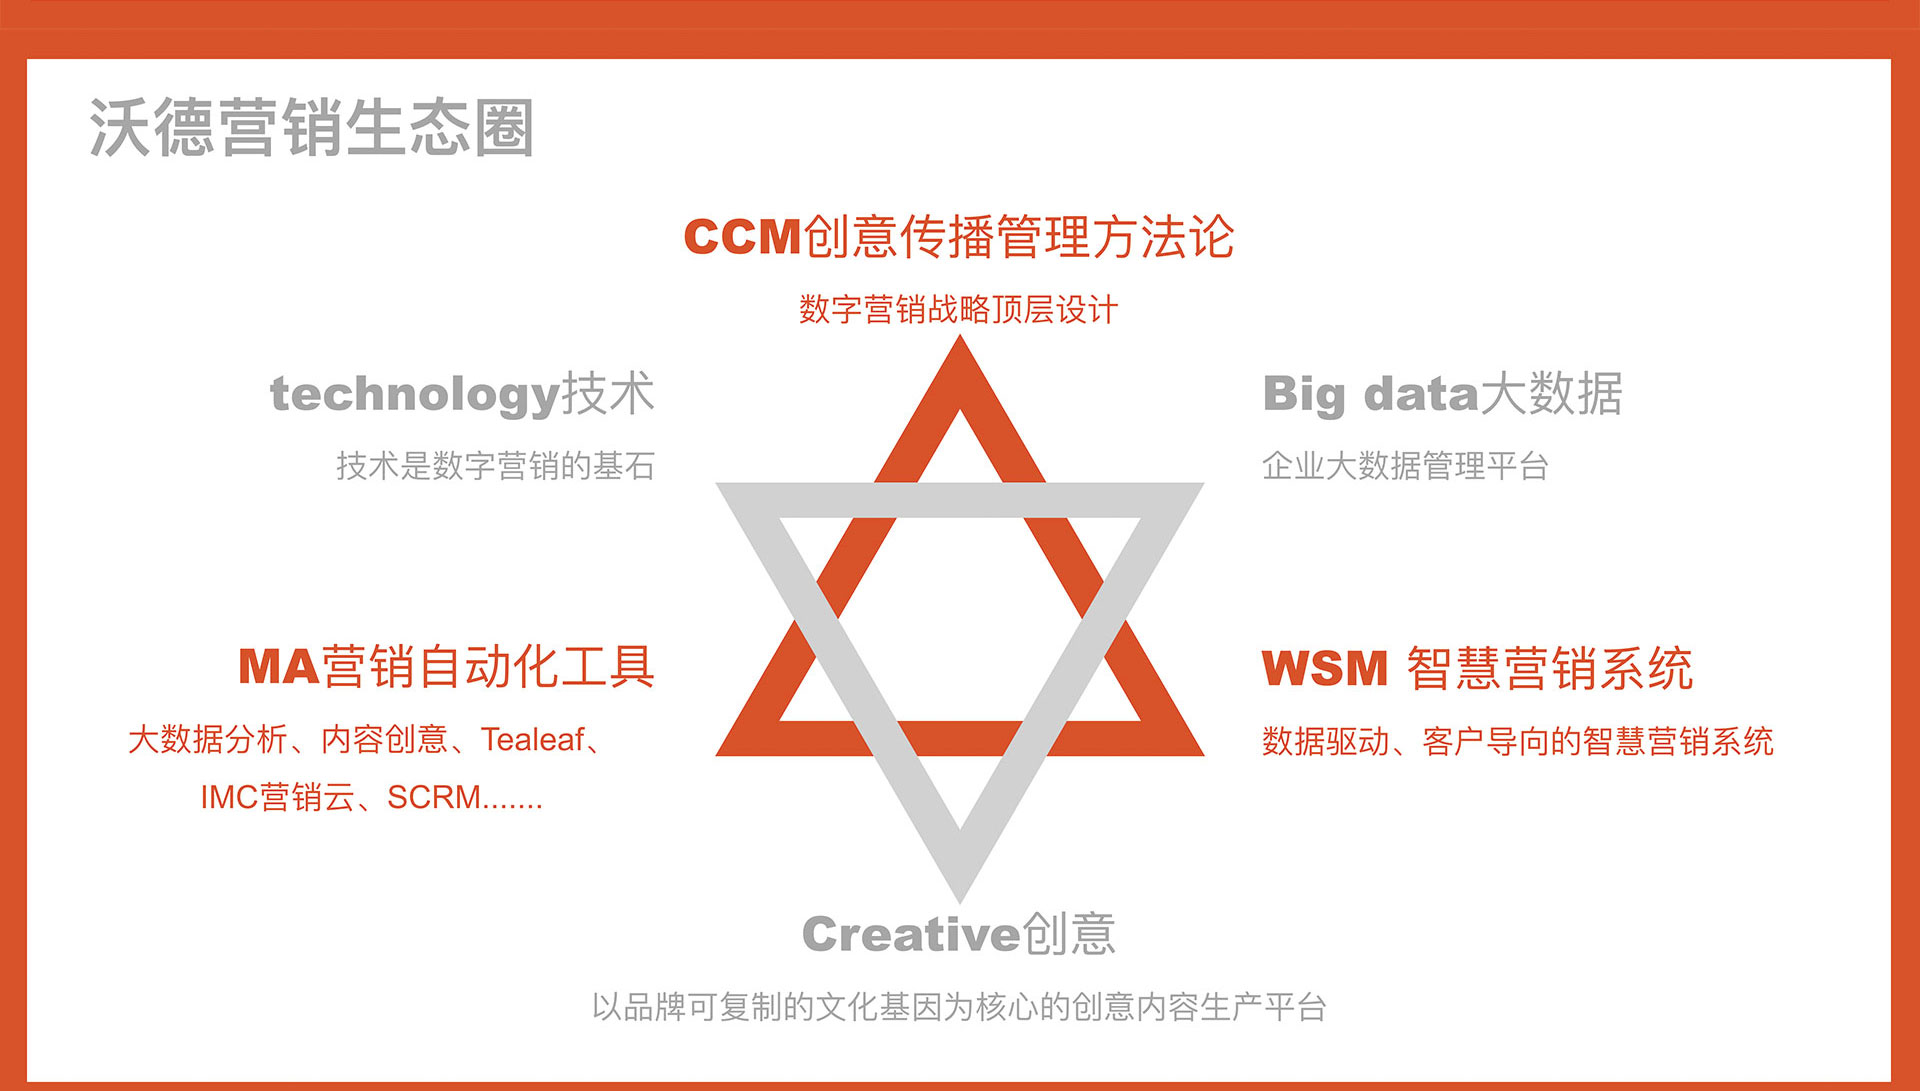 沃德营销生态圈
CCM创意传播管理方法论
数字营销战略顶层设计
technology技术
技术是数字营销的基石
Big data大数据
企业大数据管理平台
MA营销自动化工具
大数据分析、内容创意、Tealeaf、
IMC营销云、SCRM.......
WSM 智慧营销系统
数据驱动、客户导向的智慧营销系统
Creative创意
以品牌可复制的文化基因为核心的创意内容生产平台